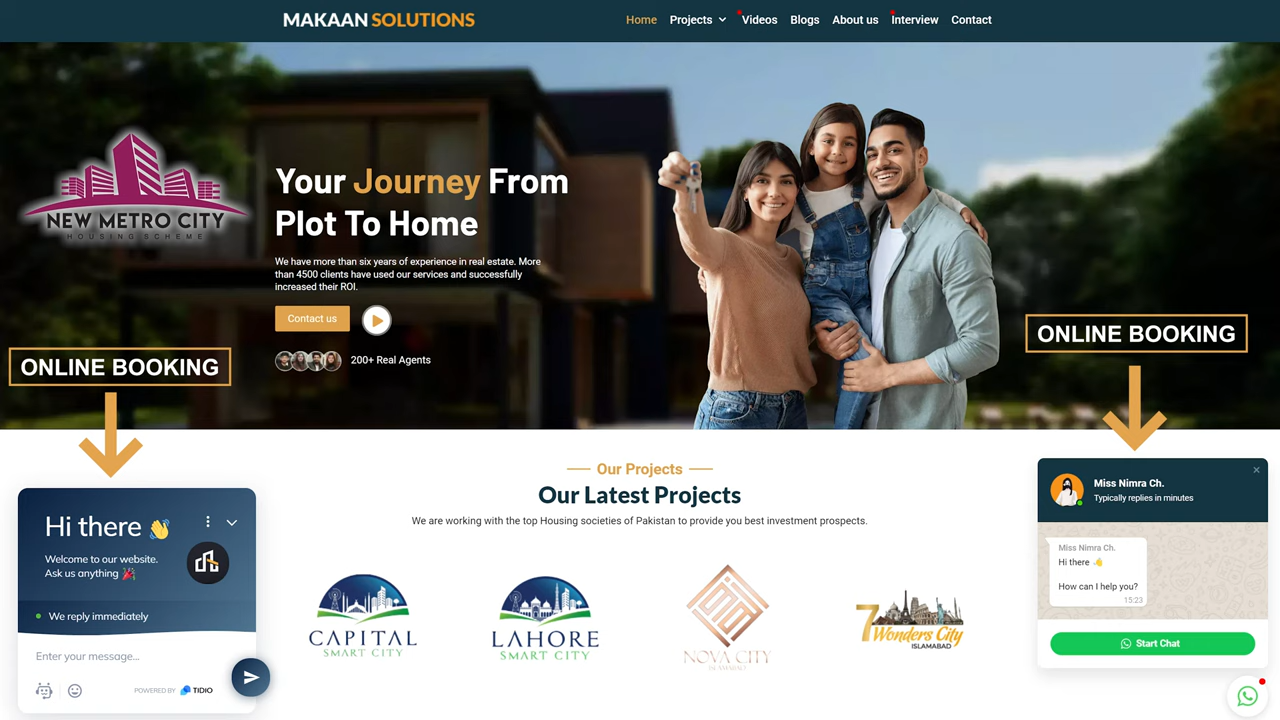 MAKAAN SOLUTIONS
Home Projects Videos Blogs About us Interview Contact
NEW METRO CITY
HOUSING SCHEME
Your Journey From
Plot To Home
We have more than six years of experience in real estate. More
than 4500 clients have used our services and successfully
increased their ROI.
Contact us
200+ Real Agents
ONLINE BOOKING
ONLINE BOOKING
Our Projects
Our Latest Projects
We are working with the top Housing societies of Pakistan to provide you best investment prospects.
CAPITAL
SMART CITY
LAHORE
SMART CITY
NOVA CITY
ISLAMABAD
7 Wonders City
ISLAMABAD
Hi there 👋
Welcome to our website.
Ask us anything 🎉
We reply immediately
Enter your message...
POWERED BY TIDIO
Miss Nimra Ch.
Typically replies in minutes
Miss Nimra Ch.
Hi there 👋
How can I help you?
15:23
Start Chat